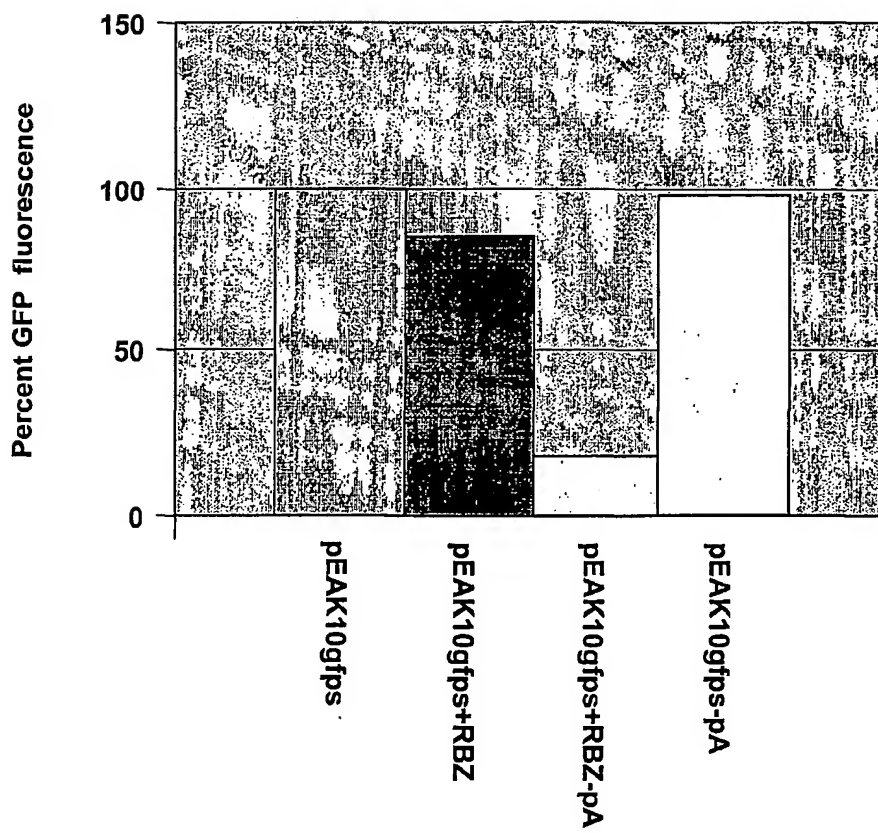 Percent GFP fluorescence
150
100
50
0
pEAK10gfps
pEAK10gfps+RBZ
pEAK10gfps+RBZ-pA
pEAK10gfps-pA